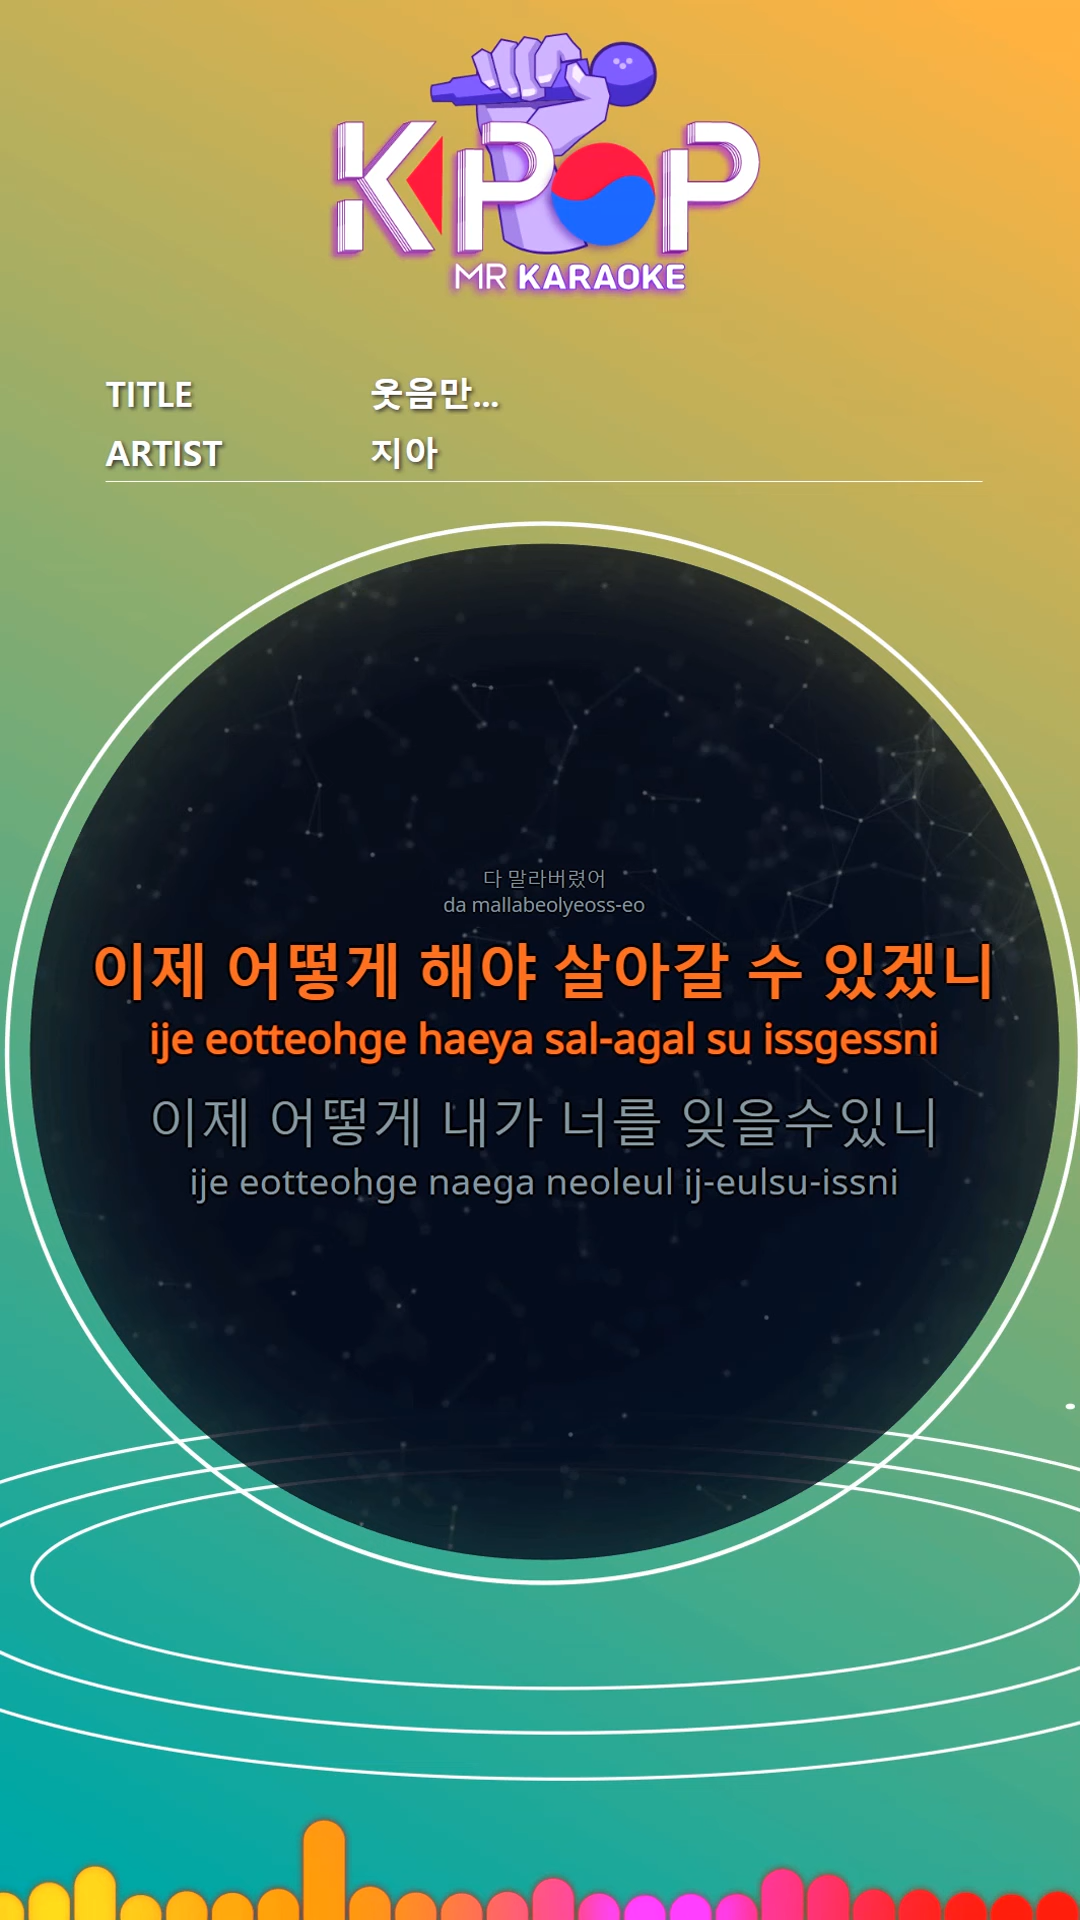 KPOP
MR KARAOKE
TITLE 웃음만...
ARTIST 지아
다 말라버렸어
da mallabeolyeoss-eo
이제 어떻게 해야 살아갈 수 있겠니
ije eotteohge haeya sal-agal su issgessni
이제 어떻게 내가 너를 잊을수있니
ije eotteohge naega neoleul ij-eulsu-issni